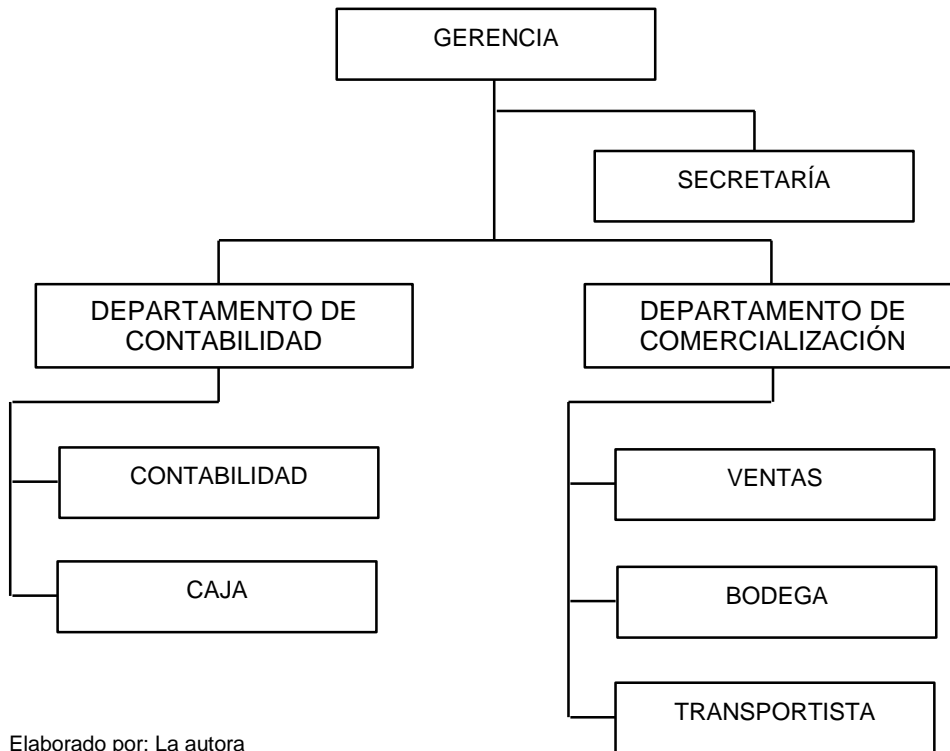 GERENCIA
SECRETARÍA
DEPARTAMENTO DE
CONTABILIDAD
DEPARTAMENTO DE
COMERCIALIZACIÓN
CONTABILIDAD
VENTAS
CAJA
BODEGA
TRANSPORTISTA
Elaborado por: La autora